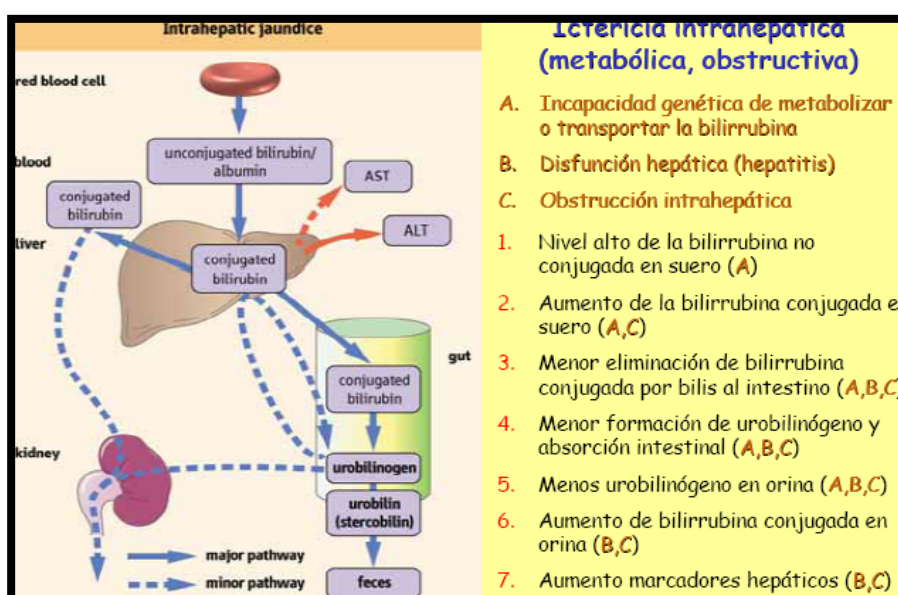 Intrahepatic jaundice
red blood cell
unconjugated bilirubin/
albumin
blood
AST
conjugated
bilirubin
ALT
liver
conjugated
bilirubin
gut
conjugated
bilirubin
kidney
urobilinogen
urobilin
(stercobilin)
major pathway
minor pathway
feces
Ictericia intrahepática
(metabólica, obstructiva)
A. Incapacidad genética de metabolizar
o transportar la bilirrubina
B. Disfunción hepática (hepatitis)
C. Obstrucción intrahepática
1. Nivel alto de la bilirrubina no
conjugada en suero (A)
2. Aumento de la bilirrubina conjugada e
suero (A,C)
3. Menor eliminación de bilirrubina
conjugada por bilis al intestino (A,B,C)
4. Menor formación de urobilinógeno y
absorción intestinal (A,B,C)
5. Menos urobilinógeno en orina (A,B,C)
6. Aumento de bilirrubina conjugada en
orina (B,C)
7. Aumento marcadores hepáticos (B,C)